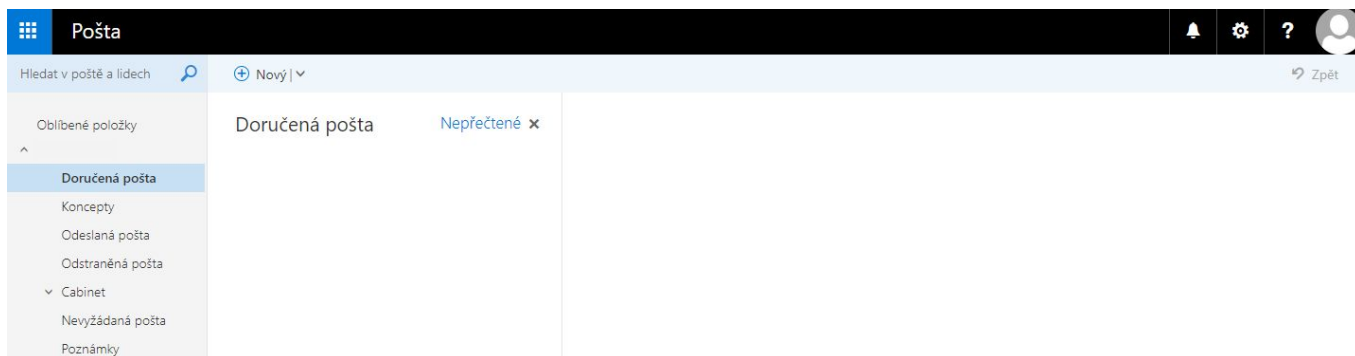 Pošta
?
Hledat v poště a lidech
Nový
Zpět
Oblíbené položky
Doručená pošta
Koncepty
Odeslaná pošta
Odstraněná pošta
Cabinet
Nevyžádaná pošta
Poznámky
Doručená pošta
Nepřečtené